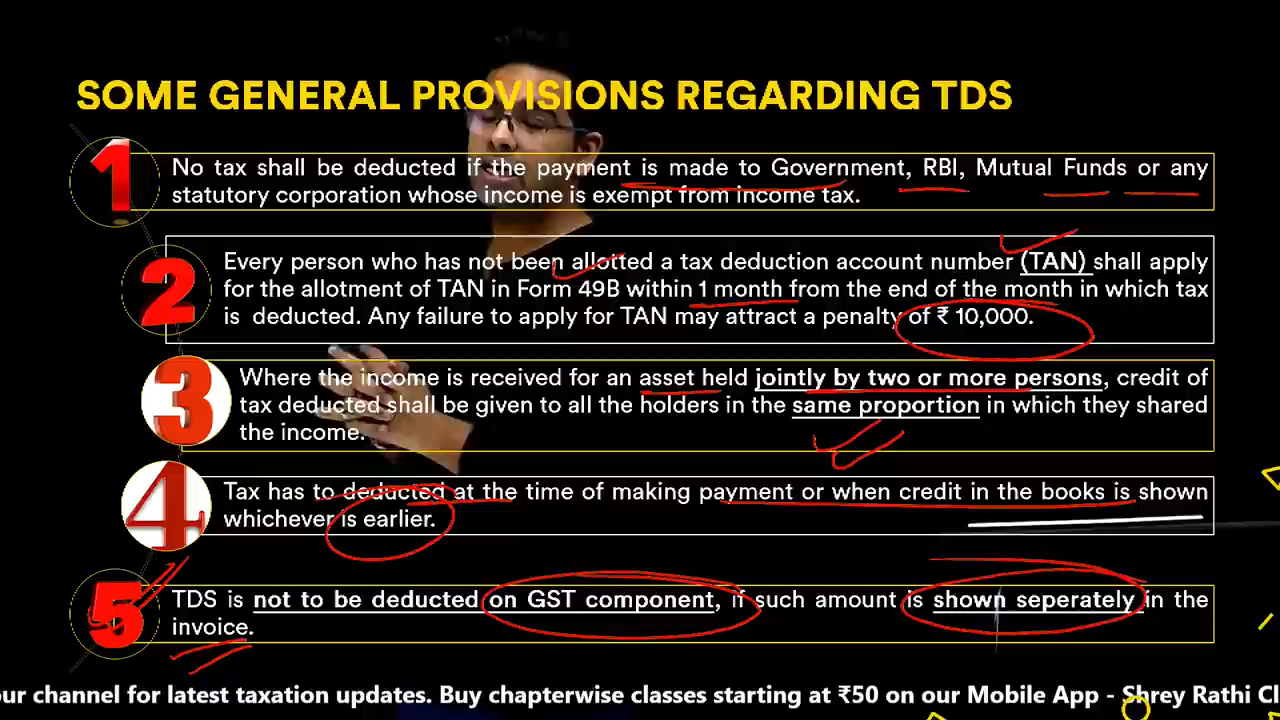 SOME GENERAL PROVISIONS REGARDING TDS
1
No tax shall be deducted if the payment is made to Government, RBI, Mutual Funds or any
statutory corporation whose income is exempt from income tax.
2
Every person who has not been allotted a tax deduction account number (TAN) shall apply
for the allotment of TAN in Form 49B within 1 month from the end of the month in which tax
is deducted. Any failure to apply for TAN may attract a penalty of ₹ 10,000.
3
Where the income is received for an asset held jointly by two or more persons, credit of
tax deducted shall be given to all the holders in the same proportion in which they shared
the income.
4
Tax has to deducted at the time of making payment or when credit in the books is shown
whichever is earlier.
5
TDS is not to be deducted on GST component, if such amount is shown seperately in the
invoice.
our channel for latest taxation updates. Buy chapterwise classes starting at ₹50 on our Mobile App - Shrey Rathi Cl